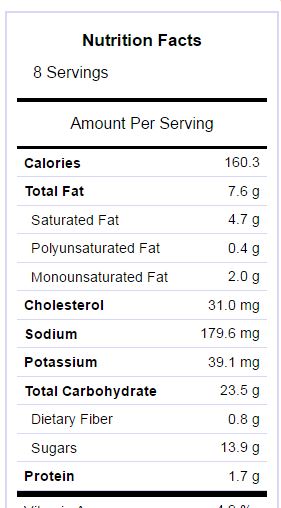 Nutrition Facts
8 Servings
Amount Per Serving
Calories 160.3
Total Fat 7.6 g
Saturated Fat 4.7 g
Polyunsaturated Fat 0.4 g
Monounsaturated Fat 2.0 g
Cholesterol 31.0 mg
Sodium 179.6 mg
Potassium 39.1 mg
Total Carbohydrate 23.5 g
Dietary Fiber 0.8 g
Sugars 13.9 g
Protein 1.7 g